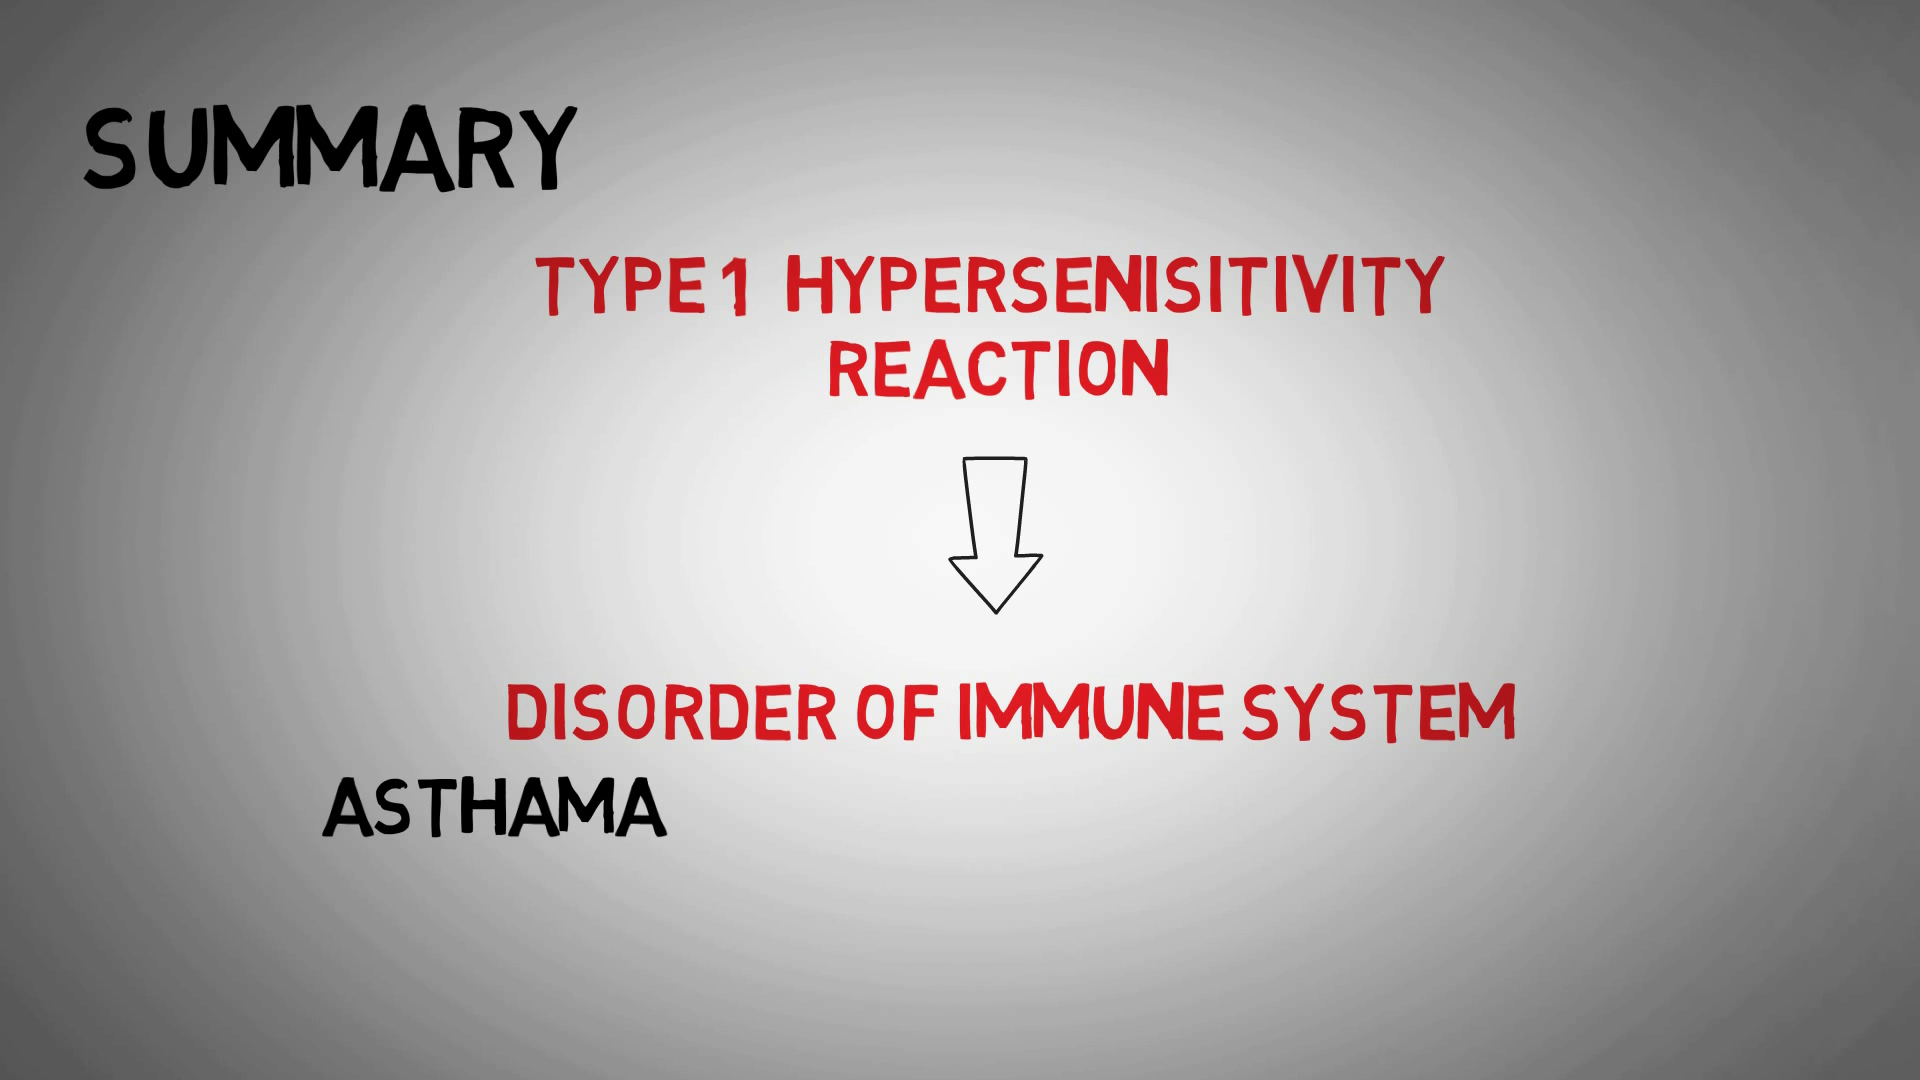 SUMMARY
TYPE 1 HYPERSENISITIVITY
REACTION
DISORDER OF IMMUNE SYSTEM
ASTHAMA